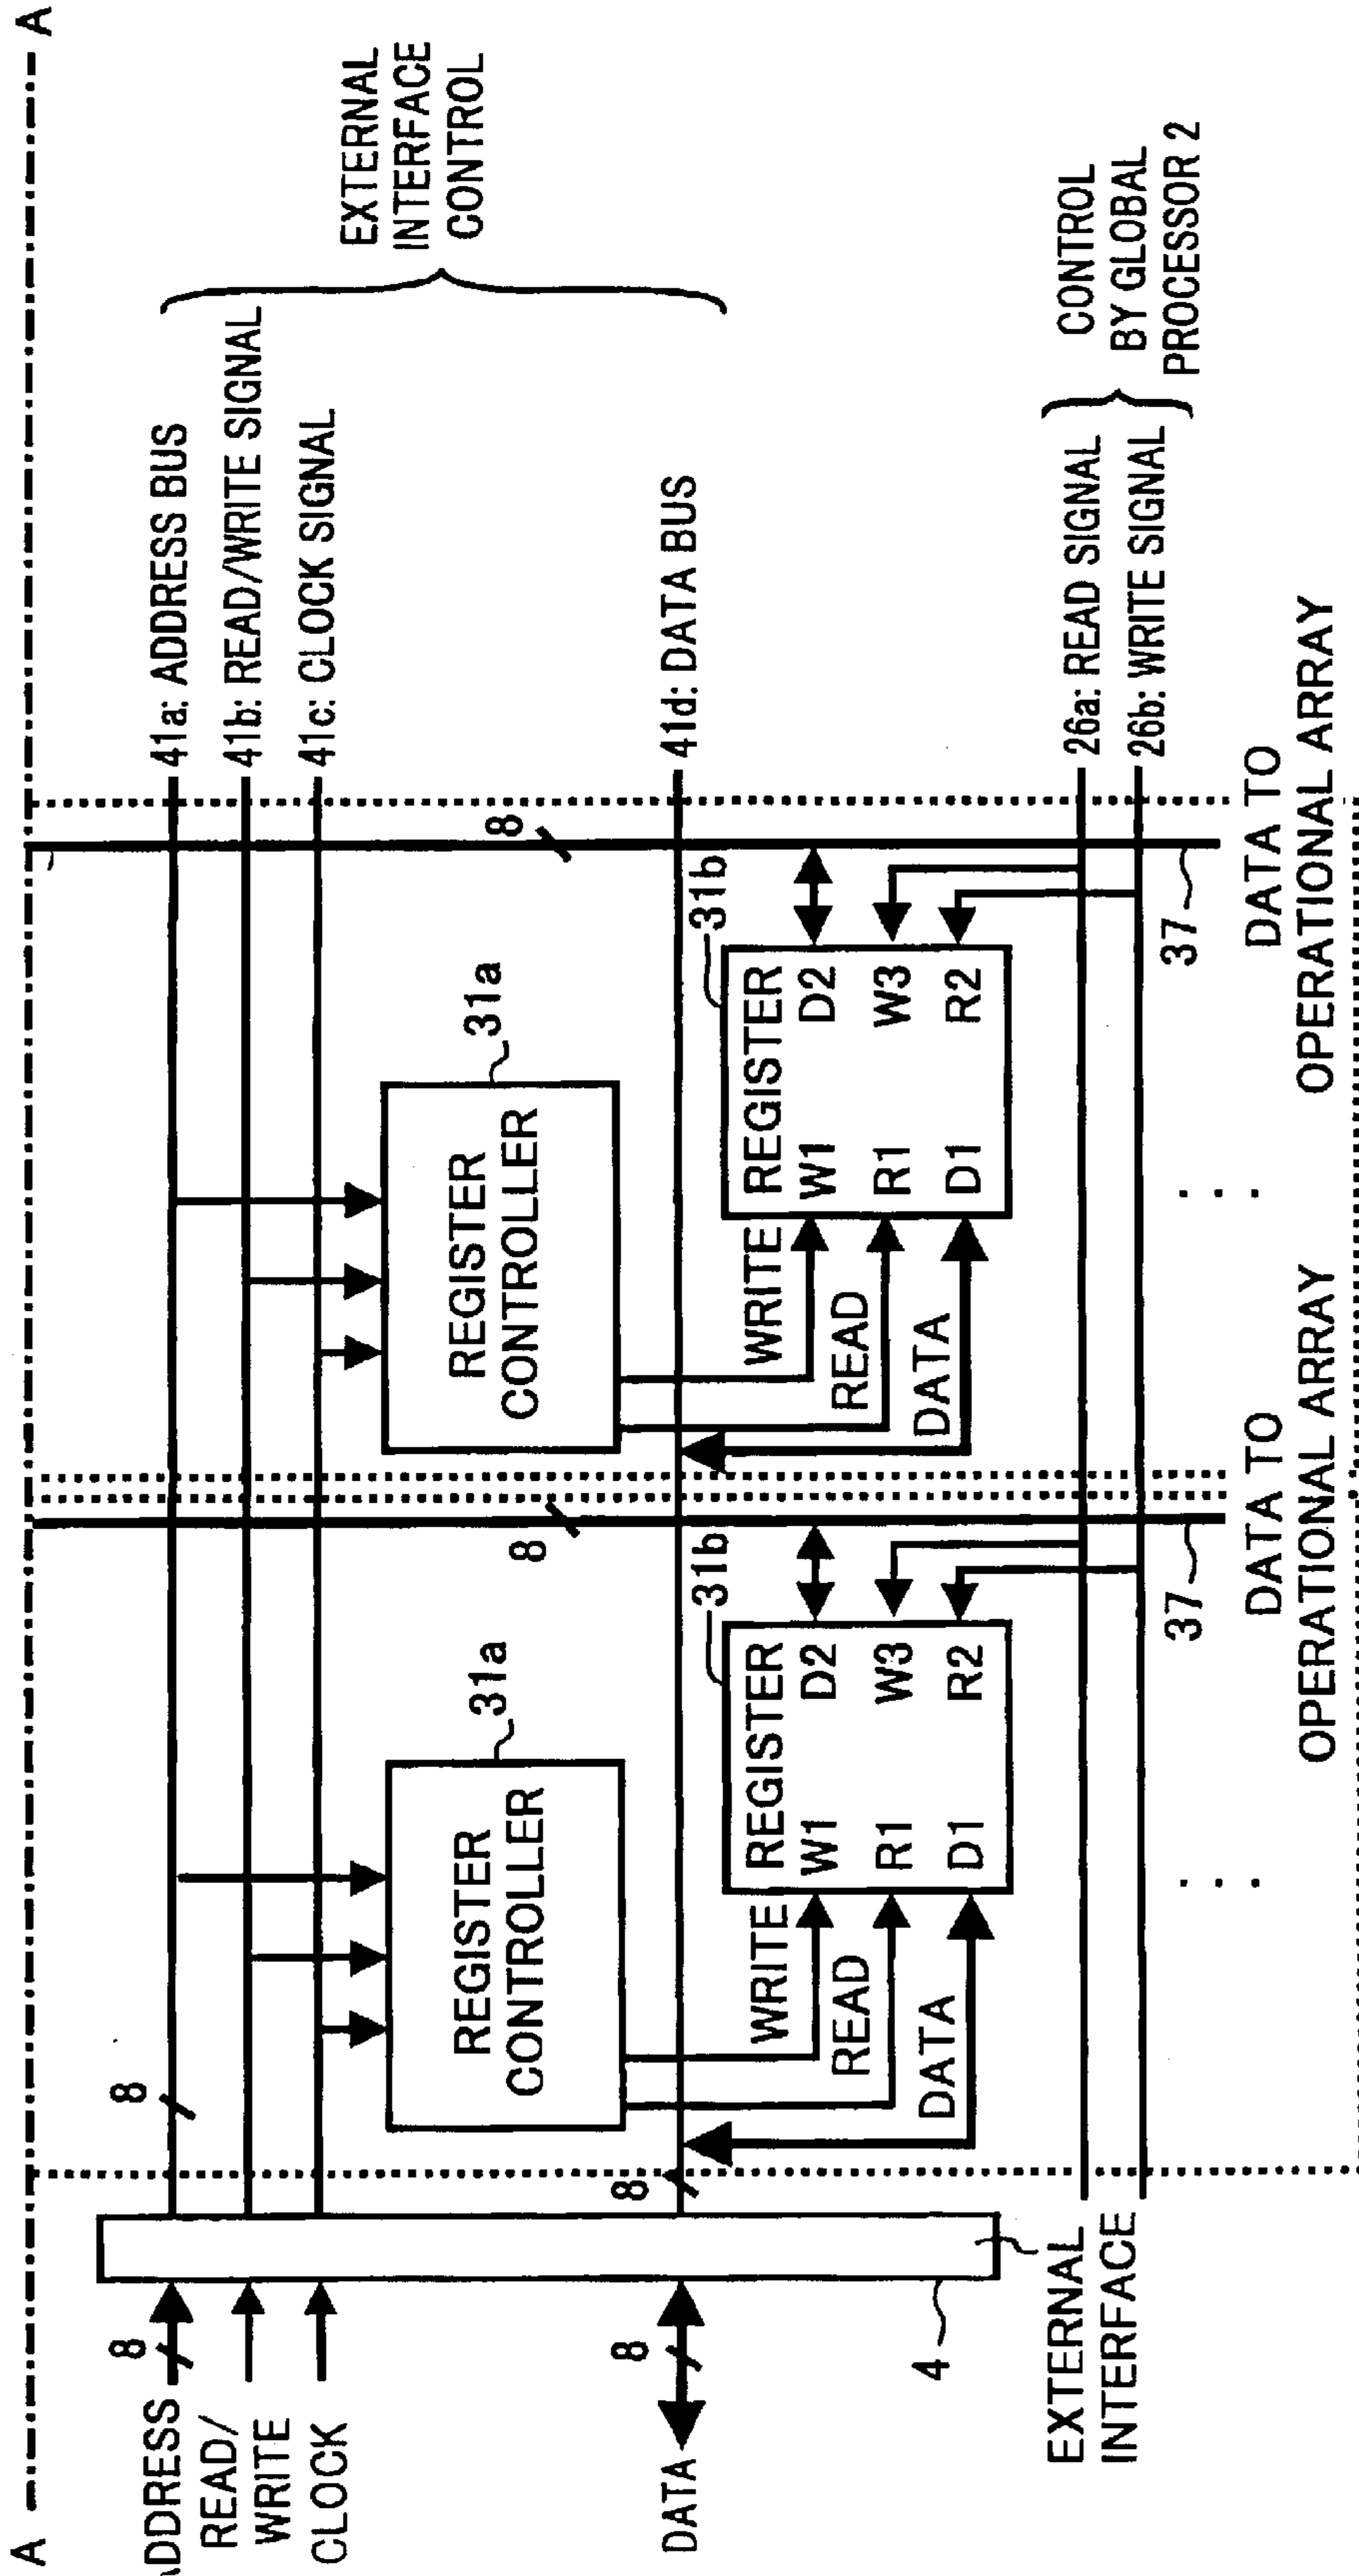 A
A
41a: ADDRESS BUS
41b: READ/WRITE SIGNAL
41c: CLOCK SIGNAL
EXTERNAL
INTERFACE
CONTROL
ADDRESS
8
8
READ/
WRITE
CLOCK
REGISTER
CONTROLLER
31a
8
REGISTER
CONTROLLER
31a
8
DATA
8
8
41d: DATA BUS
WRITE
READ
DATA
REGISTER
W1
D2
R1
W3
D1
R2
31b
WRITE
READ
DATA
REGISTER
W1
D2
R1
W3
D1
R2
31b
4
EXTERNAL
INTERFACE
26a: READ SIGNAL
26b: WRITE SIGNAL
CONTROL
BY GLOBAL
PROCESSOR 2
. . .
37
. . .
37
DATA TO
OPERATIONAL ARRAY
DATA TO
OPERATIONAL ARRAY